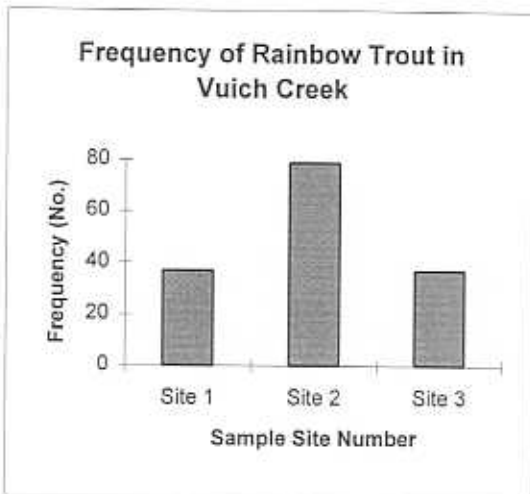 Frequency of Rainbow Trout in
Vuich Creek
Frequency (No.)
80
60
40
20
0
Site 1 Site 2 Site 3
Sample Site Number